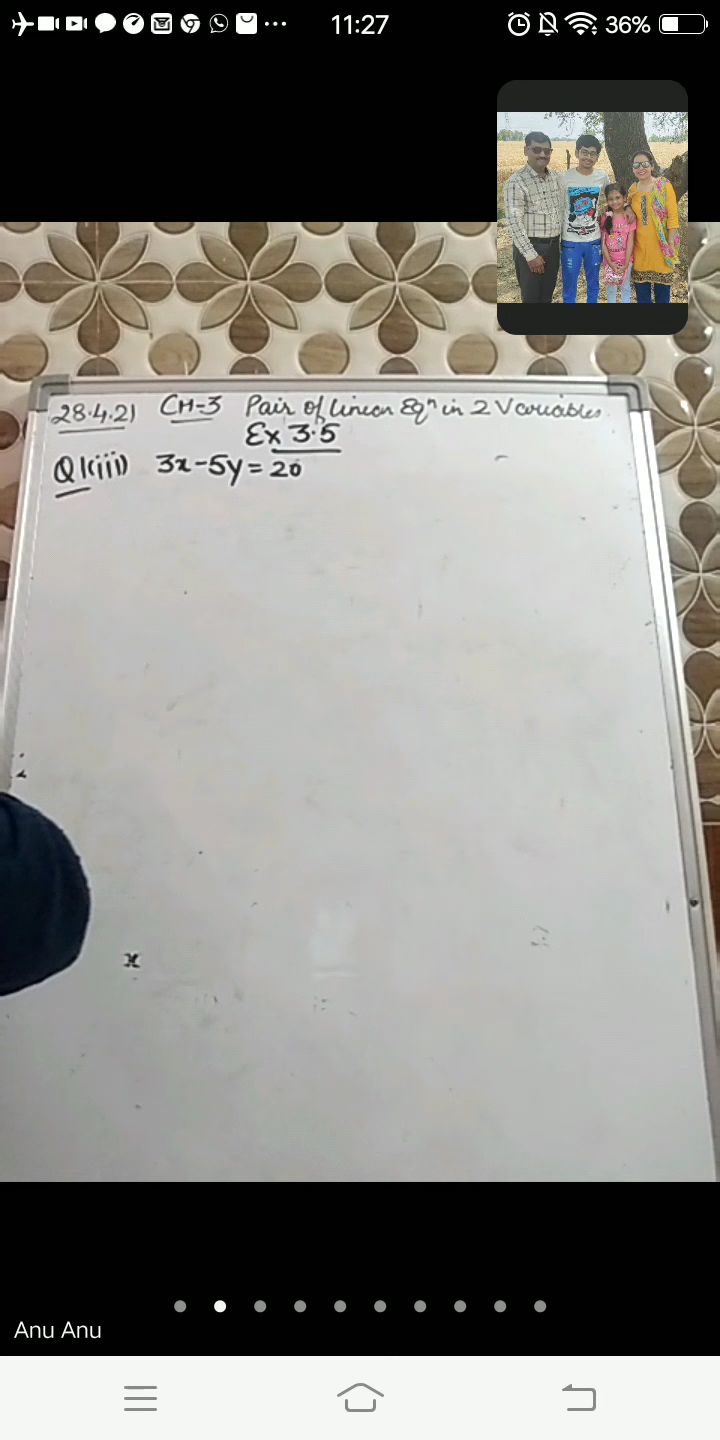 11:27
36%
28.4.21 CH-3 Pair of linear Eqⁿ in 2 Variables.
Ex 3.5
Q1(iii) 3x-5y=20
x
Anu Anu